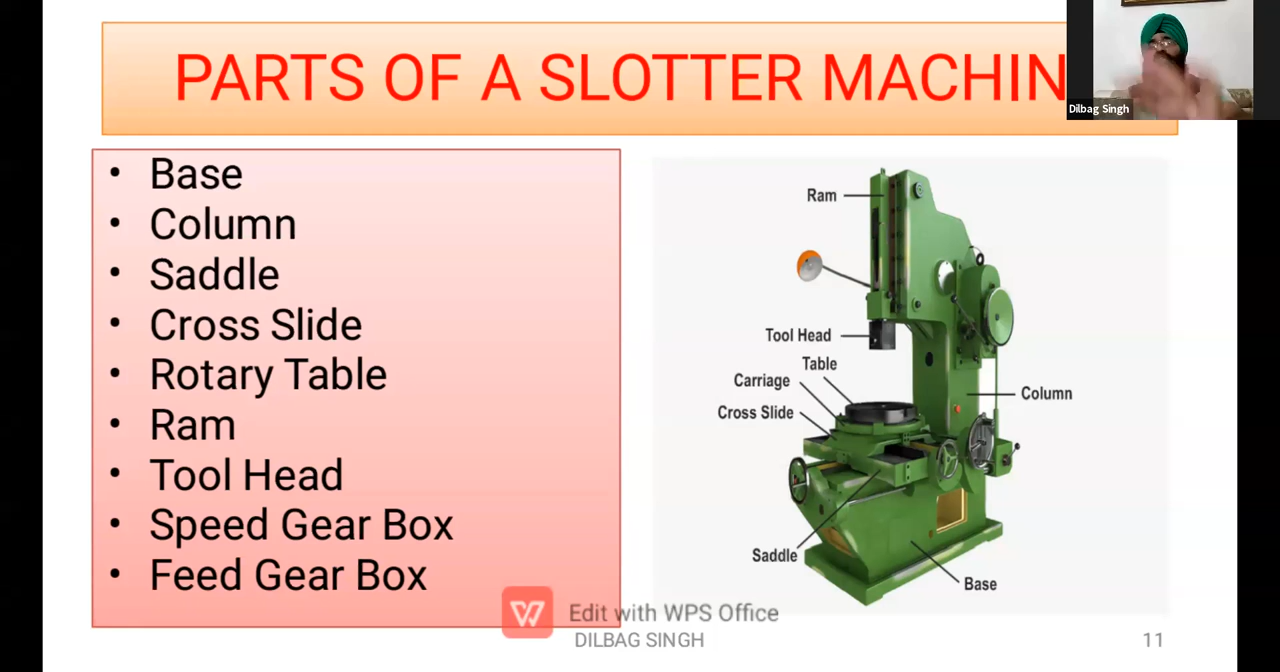 PARTS OF A SLOTTER MACHIN
Dilbag Singh
• Base
• Column
• Saddle
• Cross Slide
• Rotary Table
• Ram
• Tool Head
• Speed Gear Box
• Feed Gear Box
Ram
Tool Head
Table
Carriage
Cross Slide
Column
Saddle
Base
Edit with WPS Office
DILBAG SINGH
11